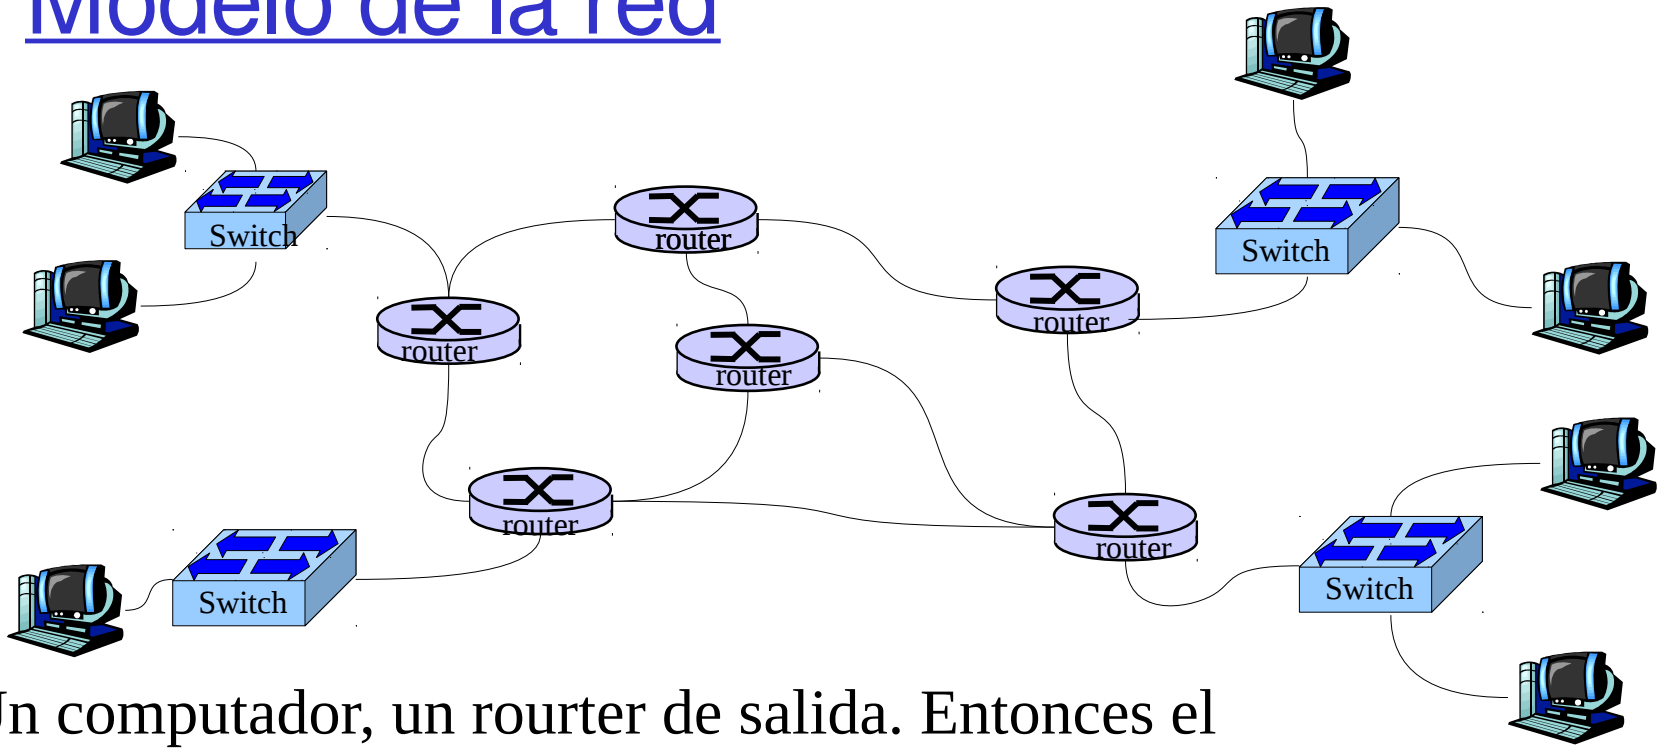 Modelo de la red
Switch
router
Switch
router
router
router
router
router
Switch
Switch
Un computador, un rourter de salida. Entonces el